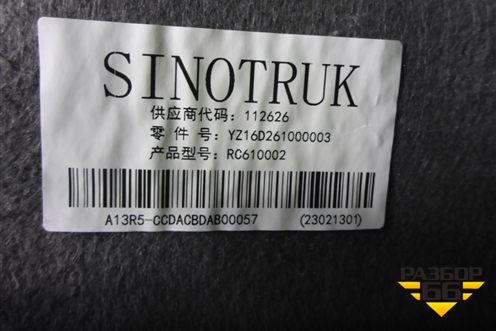 SINOTRUK
供应商代码：112626
零 件 号：YZ16D261000003
产品型号：RC610002
A13R5-CCDACBDAB00057 (23021301)
РАЗБОР
66